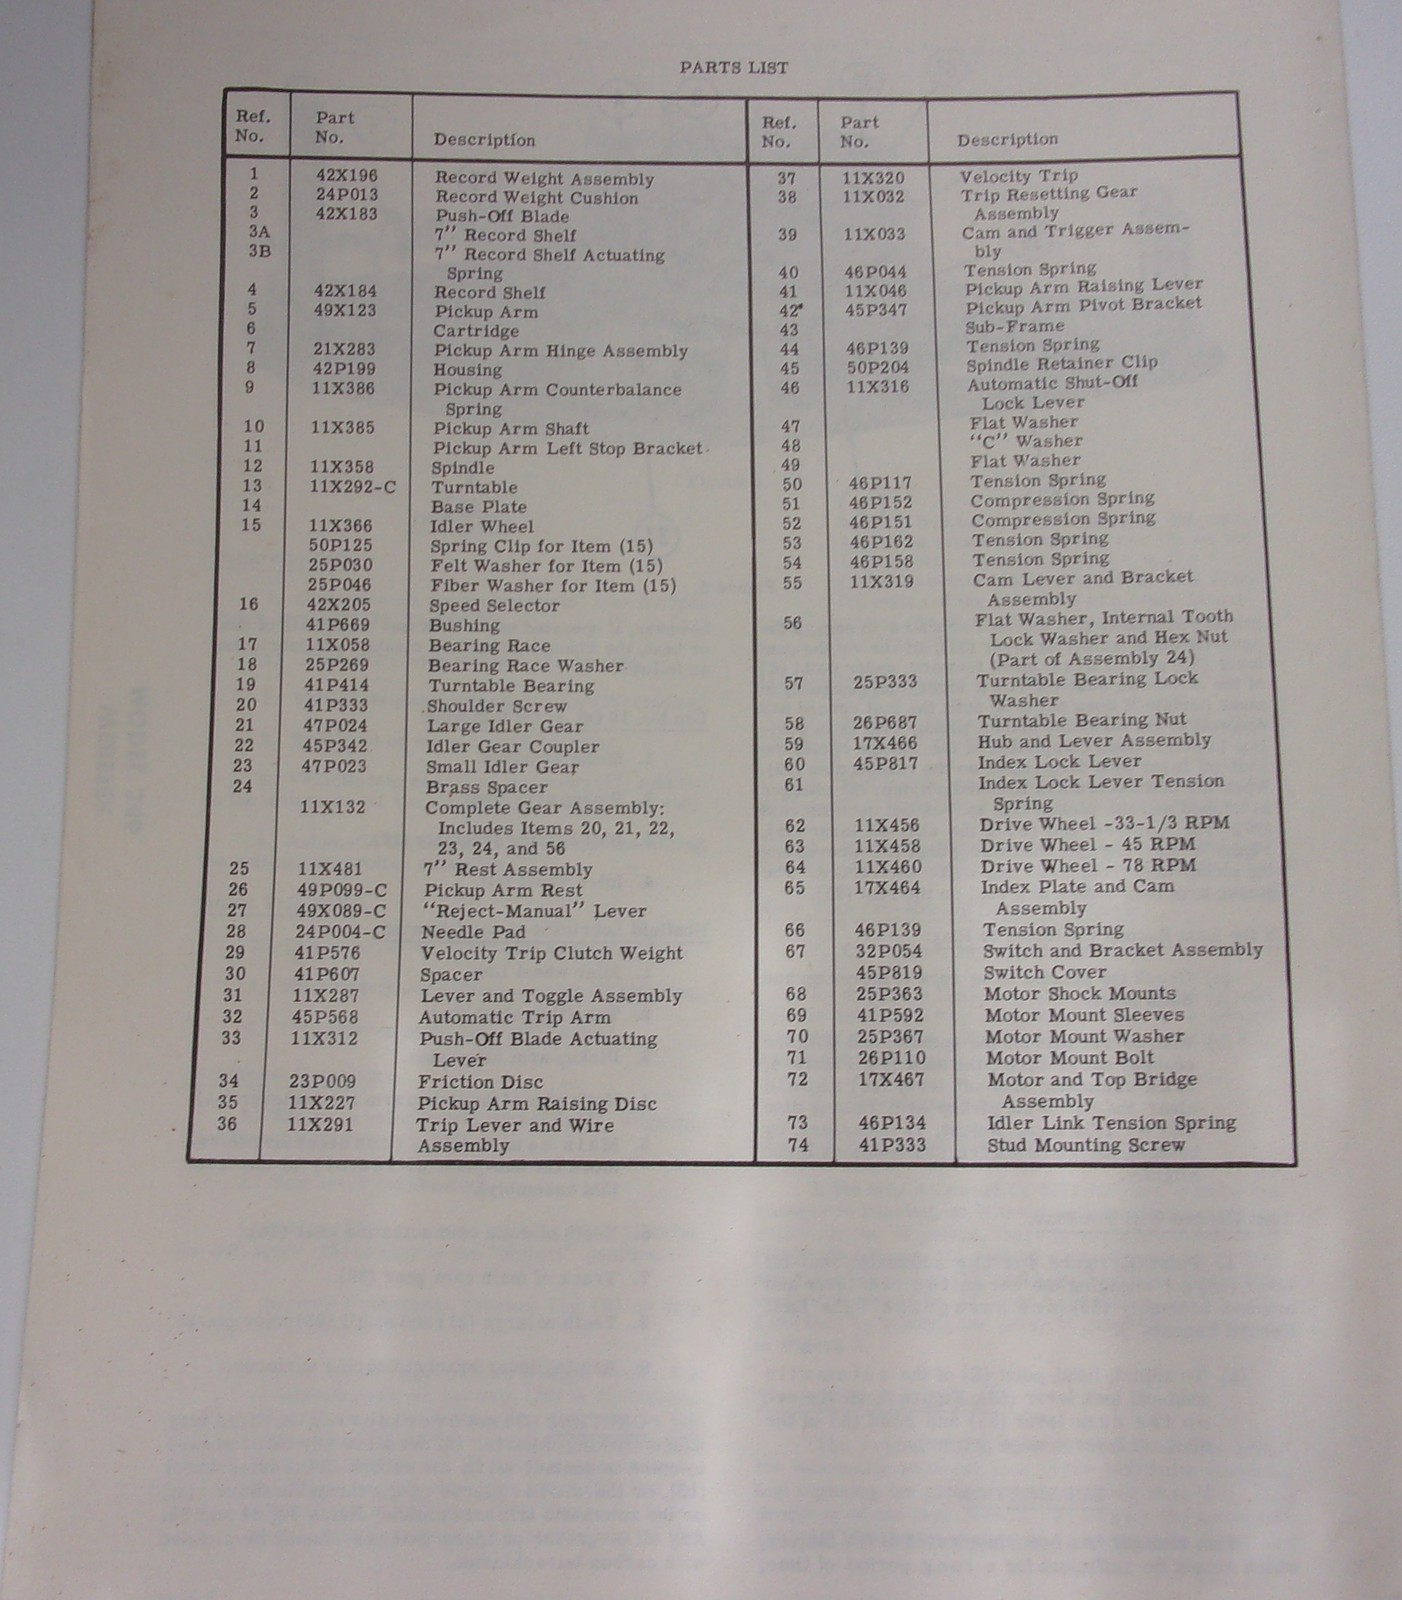 PARTS LIST
Ref. No. Part No. Description
1 42X196 Record Weight Assembly
2 24P013 Record Weight Cushion
3 42X183 Push-Off Blade
3A 7" Record Shelf
3B 7" Record Shelf Actuating
Spring
4 42X184 Record Shelf
5 49X123 Pickup Arm
6 Cartridge
7 21X283 Pickup Arm Hinge Assembly
8 42P199 Housing
9 11X386 Pickup Arm Counterbalance
Spring
10 11X385 Pickup Arm Shaft
11 Pickup Arm Left Stop Bracket
12 11X358 Spindle
13 11X292-C Turntable
14 Base Plate
15 11X366 Idler Wheel
50P125 Spring Clip for Item (15)
25P030 Felt Washer for Item (15)
25P046 Fiber Washer for Item (15)
16 42X205 Speed Selector
41P669 Bushing
17 11X058 Bearing Race
18 25P269 Bearing Race Washer
19 41P414 Turntable Bearing
20 41P333 Shoulder Screw
21 47P024 Large Idler Gear
22 45P342 Idler Gear Coupler
23 47P023 Small Idler Gear
24 Brass Spacer
11X132 Complete Gear Assembly:
Includes Items 20, 21, 22,
23, 24, and 56
25 11X481 7" Rest Assembly
26 49P099-C Pickup Arm Rest
27 49X089-C "Reject-Manual" Lever
28 24P004-C Needle Pad
29 41P576 Velocity Trip Clutch Weight
30 41P607 Spacer
31 11X287 Lever and Toggle Assembly
32 45P568 Automatic Trip Arm
33 11X312 Push-Off Blade Actuating
Lever
34 23P009 Friction Disc
35 11X227 Pickup Arm Raising Disc
36 11X291 Trip Lever and Wire
Assembly
Ref. No. Part No. Description
37 11X320 Velocity Trip
38 11X032 Trip Resetting Gear
Assembly
39 11X033 Cam and Trigger Assem-
bly
40 46P044 Tension Spring
41 11X046 Pickup Arm Raising Lever
42 45P347 Pickup Arm Pivot Bracket
43 Sub-Frame
44 46P139 Tension Spring
45 50P204 Spindle Retainer Clip
46 11X316 Automatic Shut-Off
Lock Lever
47 Flat Washer
48 "C" Washer
49 Flat Washer
50 46P117 Tension Spring
51 46P152 Compression Spring
52 46P151 Compression Spring
53 46P162 Tension Spring
54 46P158 Tension Spring
55 11X319 Cam Lever and Bracket
Assembly
56 Flat Washer, Internal Tooth
Lock Washer and Hex Nut
(Part of Assembly 24)
57 25P333 Turntable Bearing Lock
Washer
58 26P687 Turntable Bearing Nut
59 17X466 Hub and Lever Assembly
60 45P817 Index Lock Lever
61 Index Lock Lever Tension
Spring
62 11X456 Drive Wheel -33-1/3 RPM
63 11X458 Drive Wheel - 45 RPM
64 11X460 Drive Wheel - 78 RPM
65 17X464 Index Plate and Cam
Assembly
66 46P139 Tension Spring
67 32P054 Switch and Bracket Assembly
45P819 Switch Cover
68 25P363 Motor Shock Mounts
69 41P592 Motor Mount Sleeves
70 25P367 Motor Mount Washer
71 26P110 Motor Mount Bolt
72 17X467 Motor and Top Bridge
Assembly
73 46P134 Idler Link Tension Spring
74 41P333 Stud Mounting Screw